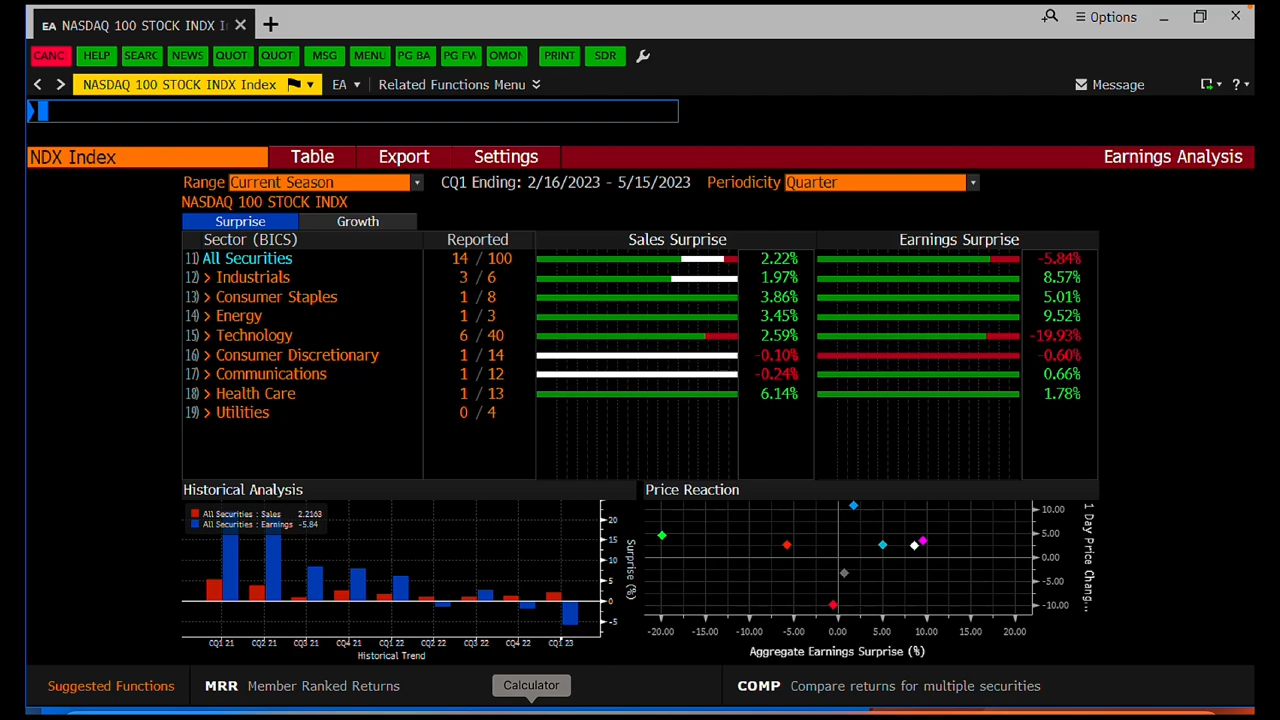 EA NASDAQ 100 STOCK INDX I
Options
CANC HELP SEARC NEWS QUOT QUOT MSG MENU PG BA PG FW OMON PRINT SDR
NASDAQ 100 STOCK INDX Index EA Related Functions Menu Message ?
NDX Index Table Export Settings Earnings Analysis
Range Current Season CQ1 Ending: 2/16/2023 - 5/15/2023 Periodicity Quarter
NASDAQ 100 STOCK INDX
Surprise Growth
Sector (BICS) Reported Sales Surprise Earnings Surprise
11) All Securities 14 / 100 2.22% -5.84%
12) > Industrials 3 / 6 1.97% 8.57%
13) > Consumer Staples 1 / 8 3.86% 5.01%
14) > Energy 1 / 3 3.45% 9.52%
15) > Technology 6 / 40 2.59% -19.93%
16) > Consumer Discretionary 1 / 14 -0.10% -0.60%
17) > Communications 1 / 12 -0.24% 0.66%
18) > Health Care 1 / 13 6.14% 1.78%
19) > Utilities 0 / 4
Historical Analysis
All Securities : Sales 2.2163
All Securities : Earnings -5.84
20
15
10
5
0
-5
Surprise (%)
CQ1 21 CQ2 21 CQ3 21 CQ4 21 CQ1 22 CQ2 22 CQ3 22 CQ4 22 CQ1 23
Historical Trend
Price Reaction
10.00
5.00
0.00
-5.00
-10.00
1 Day Price Chang...
-20.00 -15.00 -10.00 -5.00 0.00 5.00 10.00 15.00 20.00
Aggregate Earnings Surprise (%)
Suggested Functions MRR Member Ranked Returns Calculator COMP Compare returns for multiple securities